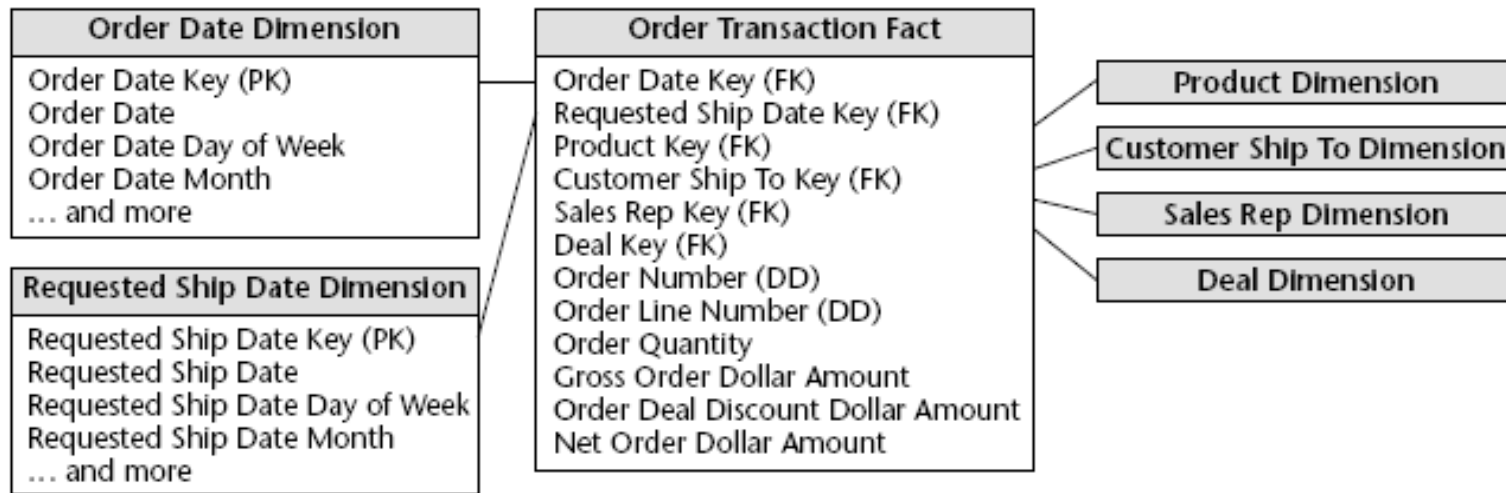 Order Date Dimension
Order Date Key (PK)
Order Date
Order Date Day of Week
Order Date Month
... and more
Requested Ship Date Dimension
Requested Ship Date Key (PK)
Requested Ship Date
Requested Ship Date Day of Week
Requested Ship Date Month
... and more
Order Transaction Fact
Order Date Key (FK)
Requested Ship Date Key (FK)
Product Key (FK)
Customer Ship To Key (FK)
Sales Rep Key (FK)
Deal Key (FK)
Order Number (DD)
Order Line Number (DD)
Order Quantity
Gross Order Dollar Amount
Order Deal Discount Dollar Amount
Net Order Dollar Amount
Product Dimension
Customer Ship To Dimension
Sales Rep Dimension
Deal Dimension